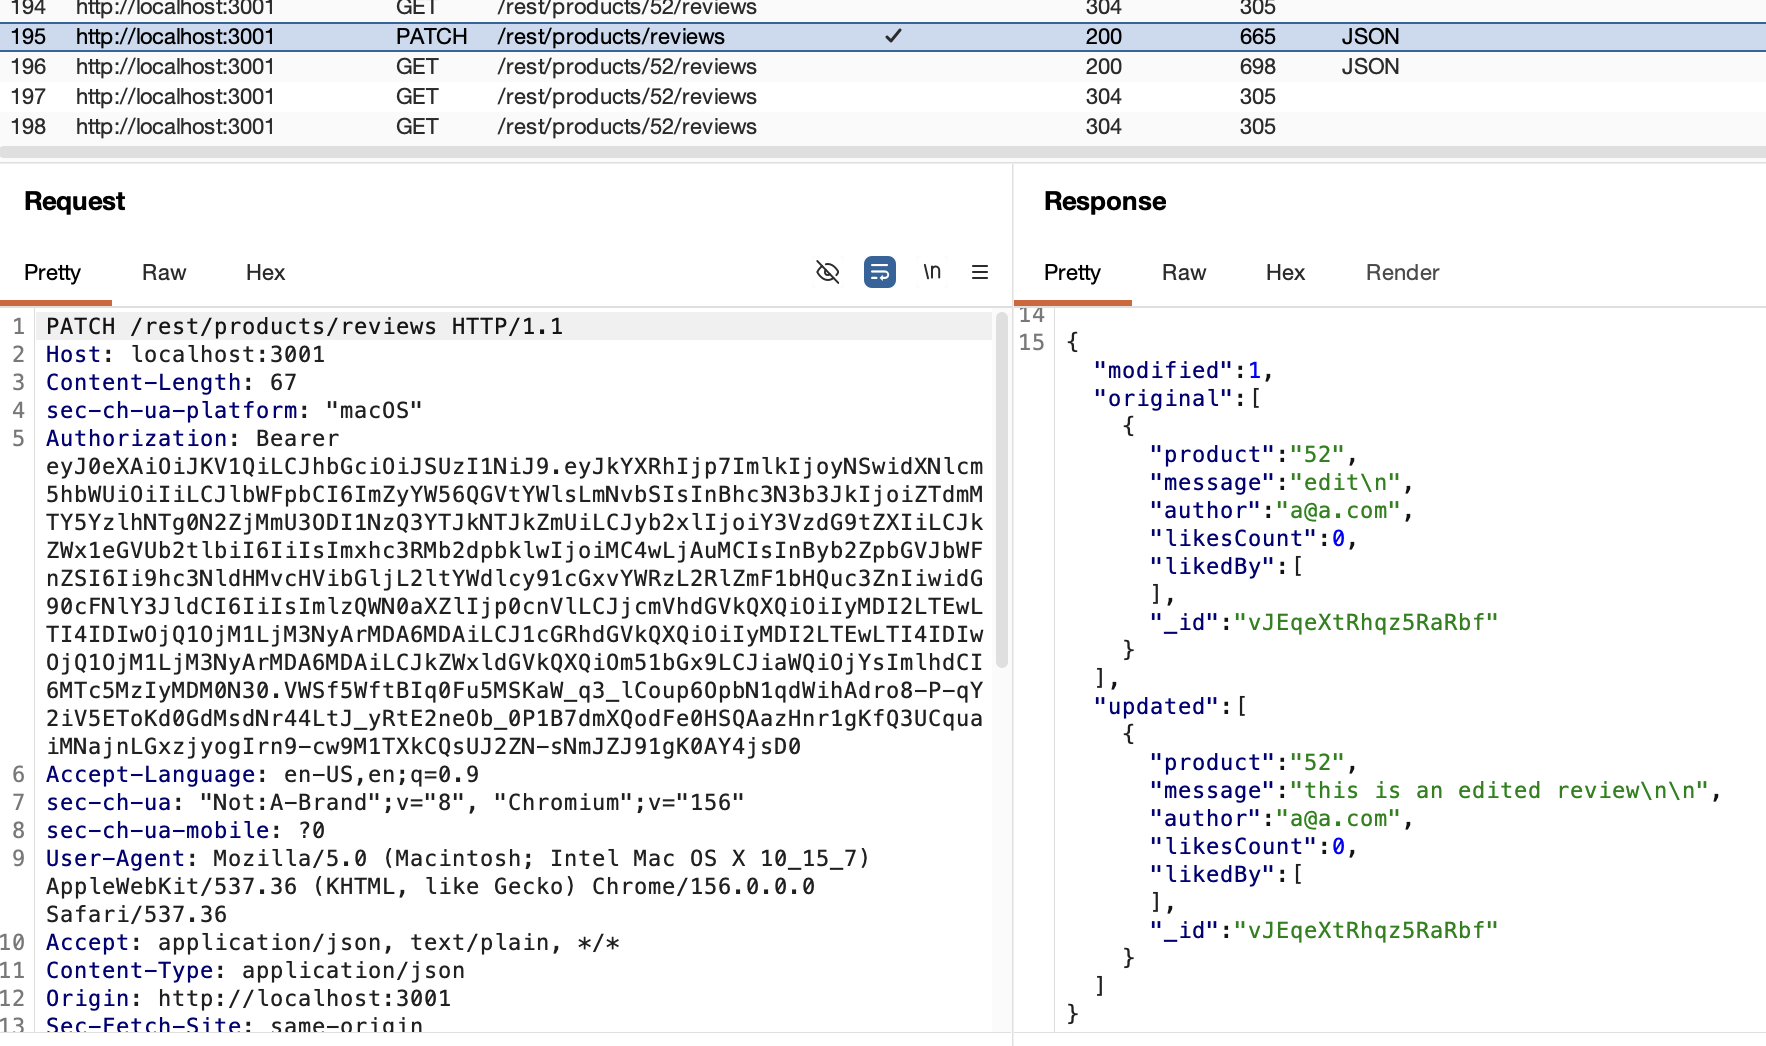 194 http://localhost:3001 GET /rest/products/52/reviews 304 305
195 http://localhost:3001 PATCH /rest/products/reviews ✓ 200 665 JSON
196 http://localhost:3001 GET /rest/products/52/reviews 200 698 JSON
197 http://localhost:3001 GET /rest/products/52/reviews 304 305
198 http://localhost:3001 GET /rest/products/52/reviews 304 305
Request
Pretty Raw Hex \n
1 PATCH /rest/products/reviews HTTP/1.1
2 Host: localhost:3001
3 Content-Length: 67
4 sec-ch-ua-platform: "macOS"
5 Authorization: Bearer
eyJ0eXAiOiJKV1QiLCJhbGciOiJSUzI1NiJ9.eyJkYXRhIjp7ImlkIjoyNSwidXNlcm
5hbWUiOiIiLCJlbWFpbCI6ImZyYW56QGVtYWlsLmNvbSIsInBhc3N3b3JkIjoiZTdmM
TY5YzlhNTg0N2ZjMmU3ODI1NzQ3YTJkNTJkZmUiLCJyb2xlIjoiY3VzdG9tZXIiLCJk
ZWx1eGVUb2tlbiI6IiIsImxhc3RMb2dpbklwIjoiMC4wLjAuMCIsInByb2ZpbGVJbWF
nZSI6Ii9hc3NldHMvcHVibGljL2ltYWdlcy91cGxvYWRzL2RlZmF1bHQuc3ZnIiwidG
90cFNlY3JldCI6IiIsImlzQWN0aXZlIjp0cnVlLCJjcmVhdGVkQXQiOiIyMDI2LTEwL
TI4IDIwOjQ1OjM1LjM3NyArMDA6MDAiLCJ1cGRhdGVkQXQiOiIyMDI2LTEwLTI4IDIw
OjQ1OjM1LjM3NyArMDA6MDAiLCJkZWxldGVkQXQiOm51bGx9LCJiaWQiOjYsImlhdCI
6MTc5MzIyMDM0N30.VWSf5WftBIq0Fu5MSKaW_q3_lCoup6OpbN1qdWihAdro8-P-qY
2iV5EToKd0GdMsdNr44LtJ_yRtE2neOb_0P1B7dmXQodFe0HSQAazHnr1gKfQ3UCqua
iMNajnLGxzjyogIrn9-cw9M1TXkCQsUJ2ZN-sNmJZJ91gK0AY4jsD0
6 Accept-Language: en-US,en;q=0.9
7 sec-ch-ua: "Not:A-Brand";v="8", "Chromium";v="156"
8 sec-ch-ua-mobile: ?0
9 User-Agent: Mozilla/5.0 (Macintosh; Intel Mac OS X 10_15_7)
AppleWebKit/537.36 (KHTML, like Gecko) Chrome/156.0.0.0
Safari/537.36
10 Accept: application/json, text/plain, */*
11 Content-Type: application/json
12 Origin: http://localhost:3001
13 Sec-Fetch-Site: same-origin
Response
Pretty Raw Hex Render
14
15 {
"modified":1,
"original":[
{
"product":"52",
"message":"edit\n",
"author":"a@a.com",
"likesCount":0,
"likedBy":[
],
"_id":"vJEqeXtRhqz5RaRbf"
}
],
"updated":[
{
"product":"52",
"message":"this is an edited review\n\n",
"author":"a@a.com",
"likesCount":0,
"likedBy":[
],
"_id":"vJEqeXtRhqz5RaRbf"
}
]
}